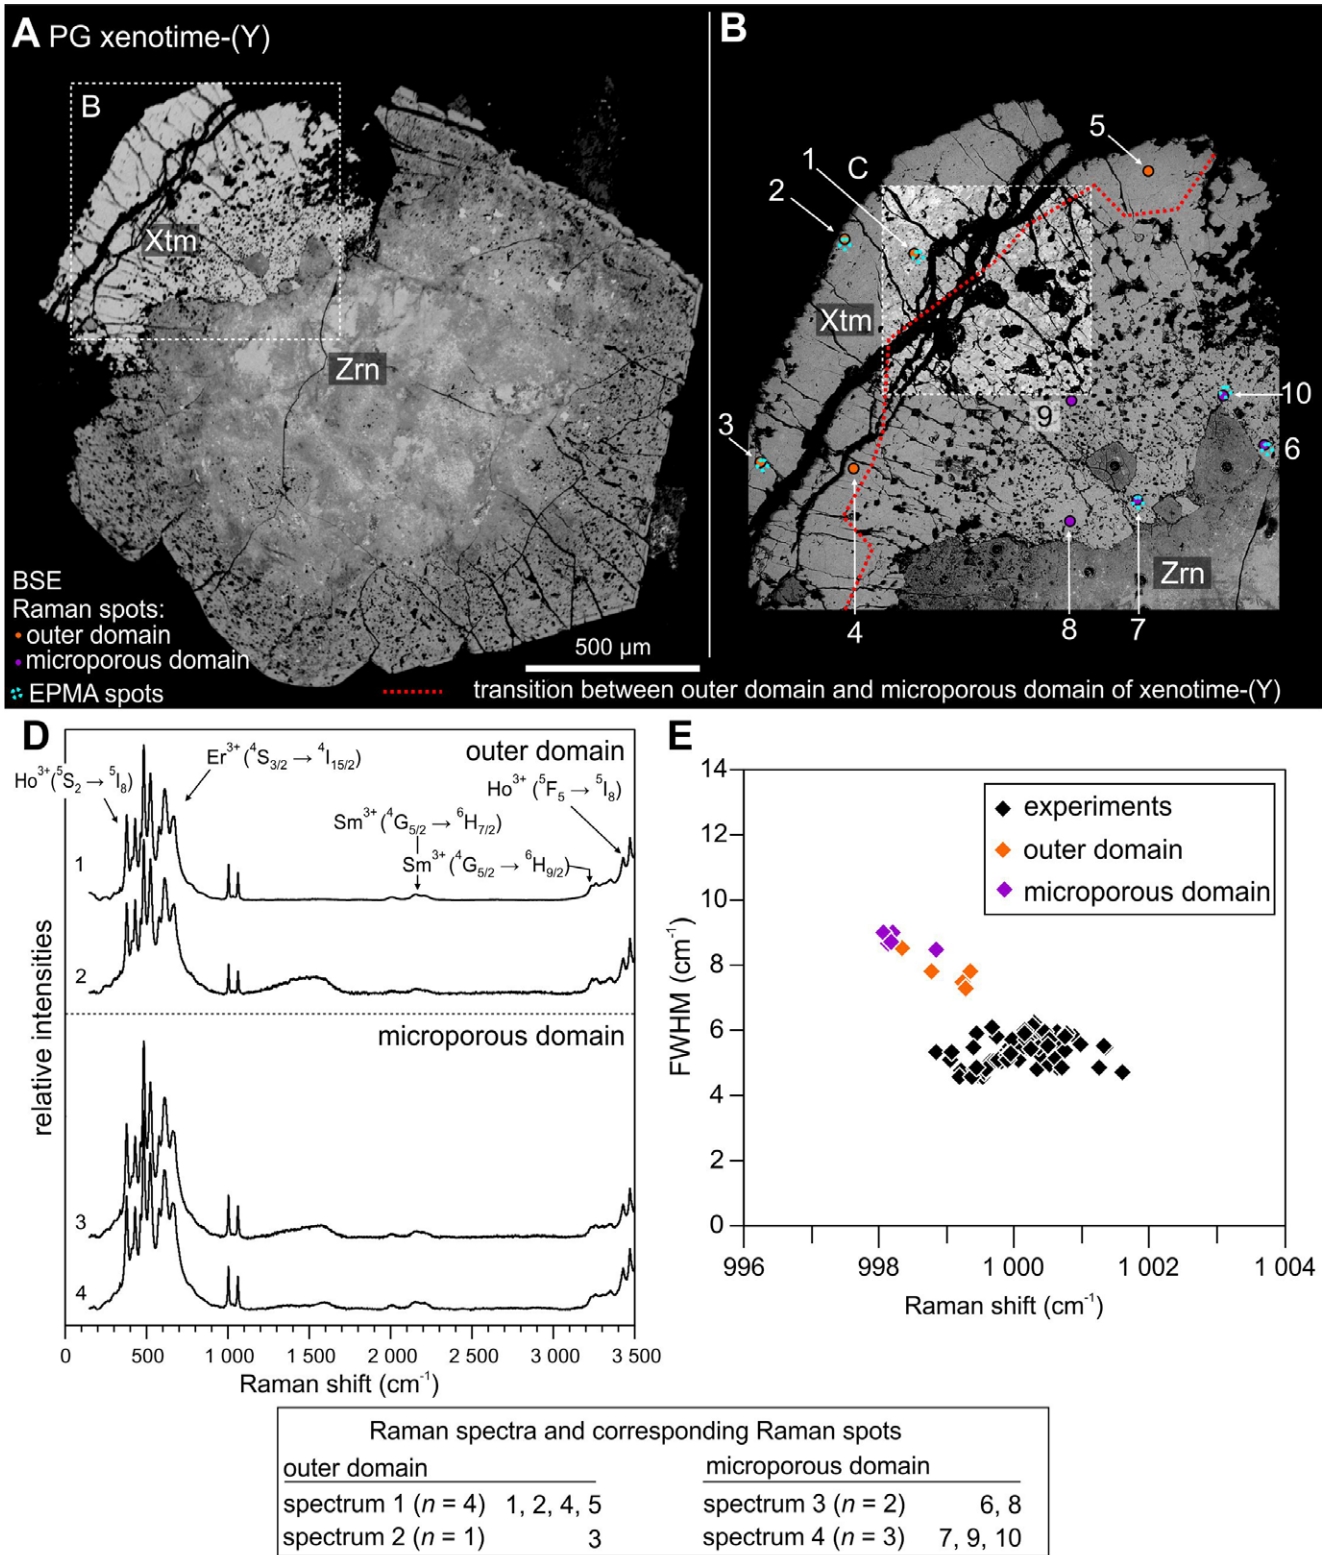 A PG xenotime-(Y)
B
Xtm
Zrn
BSE
Raman spots:
outer domain
microporous domain
EPMA spots
500 µm
B
5
1
C
2
Xtm
9
10
3
6
Zrn
4
8
7
transition between outer domain and microporous domain of xenotime-(Y)
D
outer domain
Er³⁺ (⁴S₃/₂ → ⁴I₁₅/₂)
Ho³⁺ (⁵S₂ → ⁵I₈)
Ho³⁺ (⁵F₅ → ⁵I₈)
Sm³⁺ (⁴G₅/₂ → ⁶H₇/₂)
Sm³⁺ (⁴G₅/₂ → ⁶H₉/₂)
1
2
microporous domain
3
4
relative intensities
0 500 1 000 1 500 2 000 2 500 3 000 3 500
Raman shift (cm⁻¹)
E
14
12
10
8
6
4
2
0
FWHM (cm⁻¹)
experiments
outer domain
microporous domain
996 998 1 000 1 002 1 004
Raman shift (cm⁻¹)
Raman spectra and corresponding Raman spots
outer domain
spectrum 1 (n = 4) 1, 2, 4, 5
spectrum 2 (n = 1) 3
microporous domain
spectrum 3 (n = 2) 6, 8
spectrum 4 (n = 3) 7, 9, 10